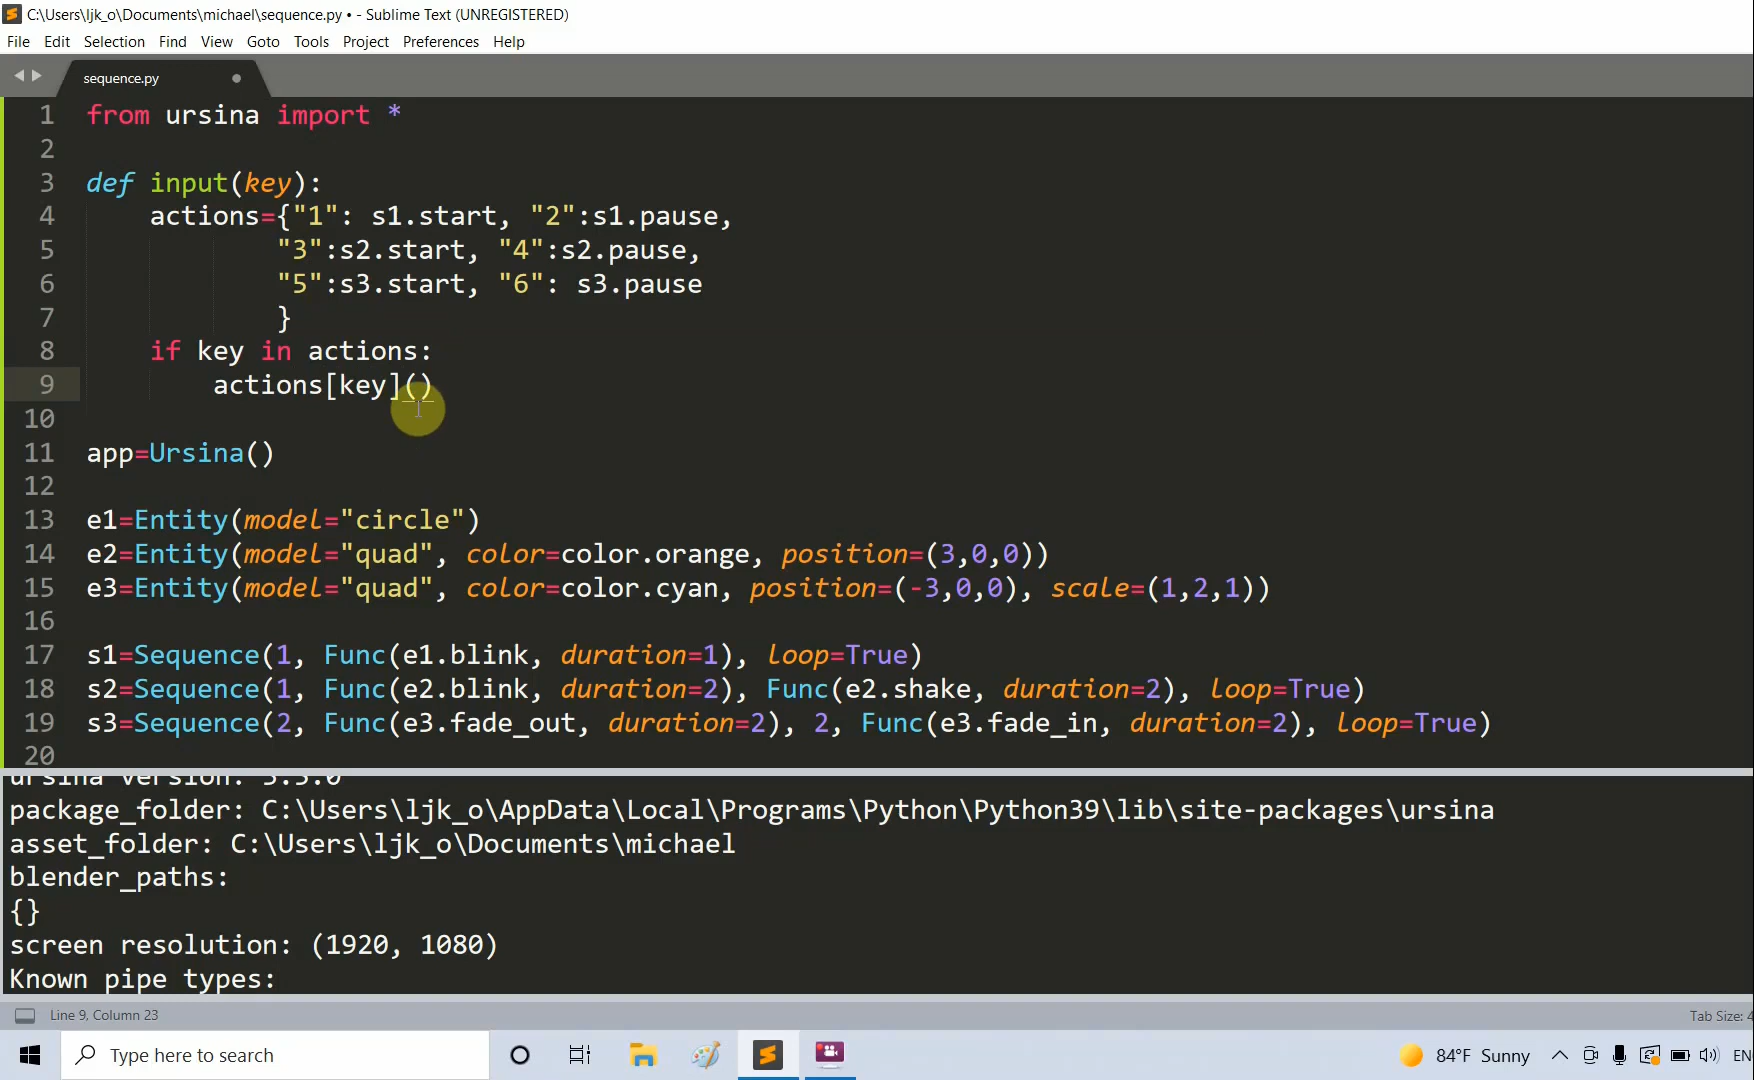 C:\Users\ljk_o\Documents\michael\sequence.py • - Sublime Text (UNREGISTERED)
File Edit Selection Find View Goto Tools Project Preferences Help
sequence.py
1 from ursina import *
2
3 def input(key):
4 actions={"1": s1.start, "2":s1.pause,
5 "3":s2.start, "4":s2.pause,
6 "5":s3.start, "6": s3.pause
7 }
8 if key in actions:
9 actions[key]()
10
11 app=Ursina()
12
13 e1=Entity(model="circle")
14 e2=Entity(model="quad", color=color.orange, position=(3,0,0))
15 e3=Entity(model="quad", color=color.cyan, position=(-3,0,0), scale=(1,2,1))
16
17 s1=Sequence(1, Func(e1.blink, duration=1), loop=True)
18 s2=Sequence(1, Func(e2.blink, duration=2), Func(e2.shake, duration=2), loop=True)
19 s3=Sequence(2, Func(e3.fade_out, duration=2), 2, Func(e3.fade_in, duration=2), loop=True)
20
ursina version:
package_folder: C:\Users\ljk_o\AppData\Local\Programs\Python\Python39\lib\site-packages\ursina
asset_folder: C:\Users\ljk_o\Documents\michael
blender_paths:
{}
screen resolution: (1920, 1080)
Known pipe types:
Line 9, Column 23
Tab Size: 4
Type here to search
84°F Sunny